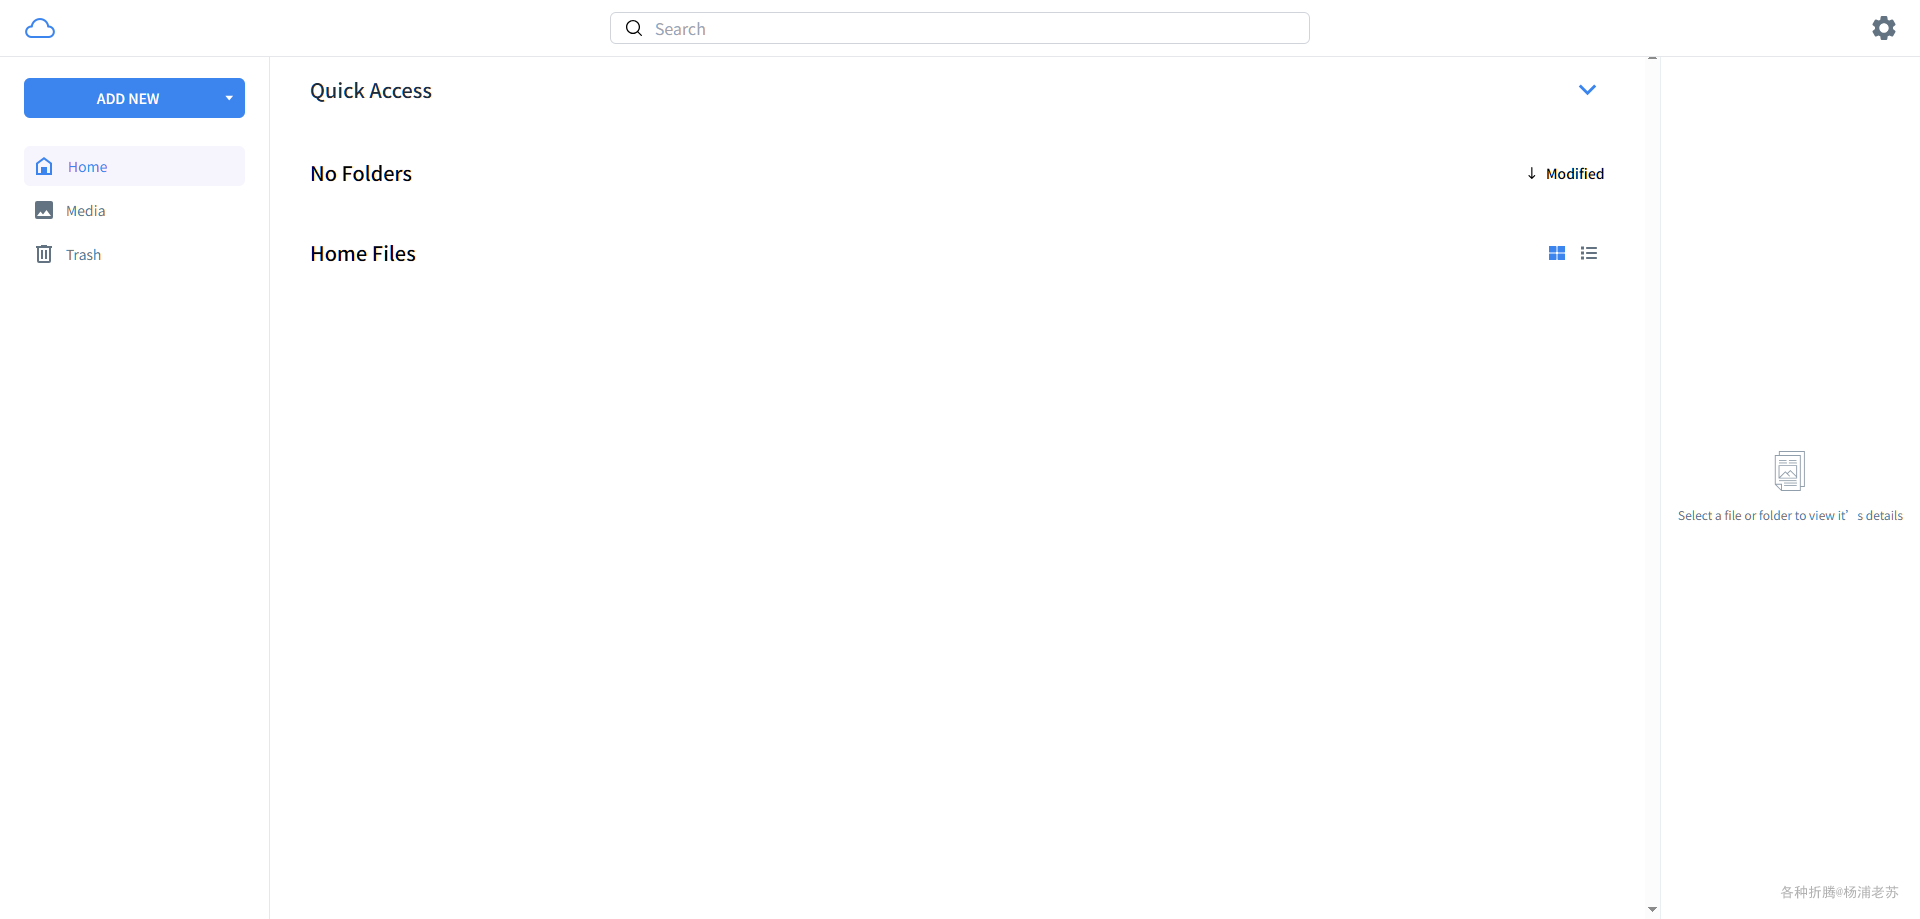 Search
ADD NEW
Home
Media
Trash
Quick Access
No Folders
Modified
Home Files
Select a file or folder to view it’s details
各种折腾@杨浦老苏